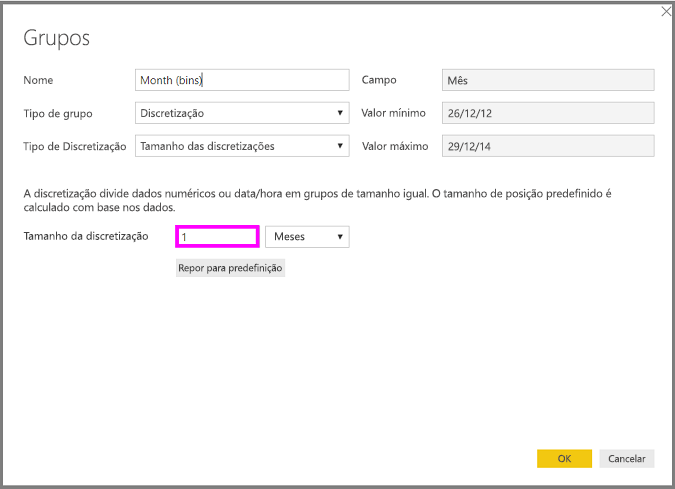 Grupos
Nome Month (bins) Campo Mês
Tipo de grupo Discretização Valor mínimo 26/12/12
Tipo de Discretização Tamanho das discretizações Valor máximo 29/12/14
A discretização divide dados numéricos ou data/hora em grupos de tamanho igual. O tamanho de posição predefinido é
calculado com base nos dados.
Tamanho da discretização 1 Meses
Repor para predefinição
OK Cancelar